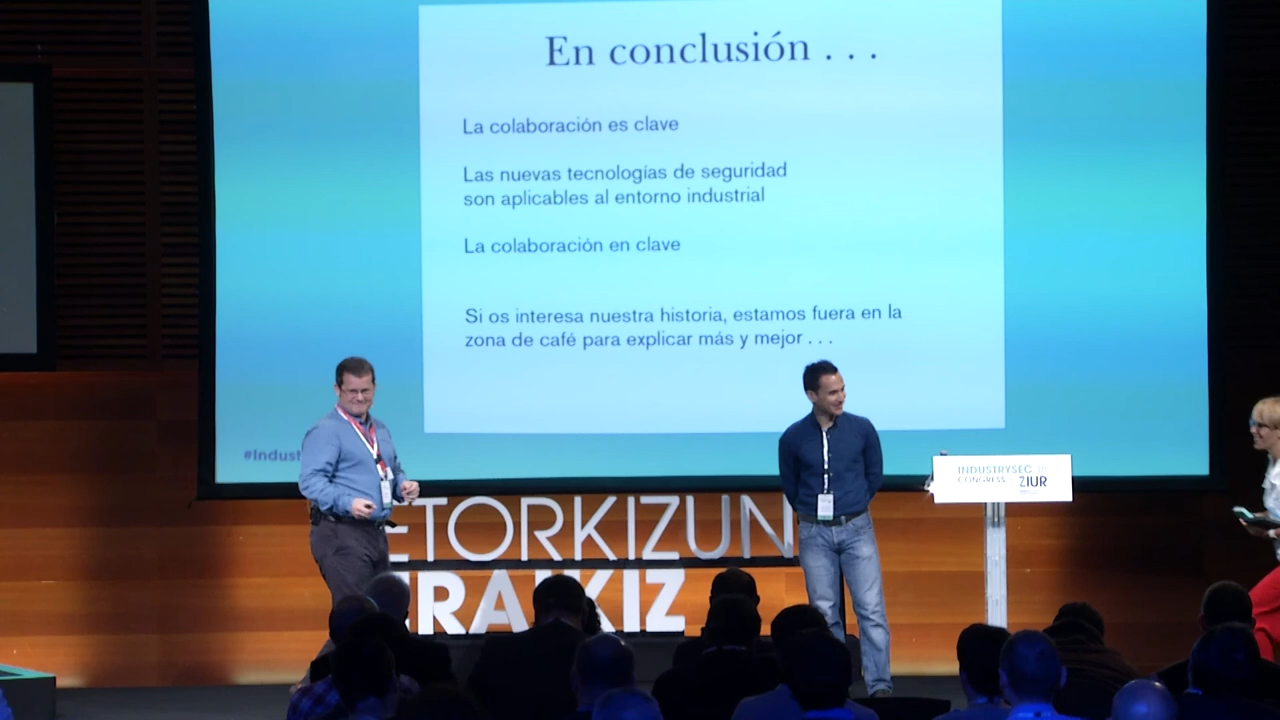 En conclusión . . .
La colaboración es clave
Las nuevas tecnologías de seguridad
son aplicables al entorno industrial
La colaboración en clave
Si os interesa nuestra historia, estamos fuera en la
zona de café para explicar más y mejor . . .
#Indust
INDUSTRYSEC
CONGRESS
ZIUR
ETORKIZUN
ERAIKIZ